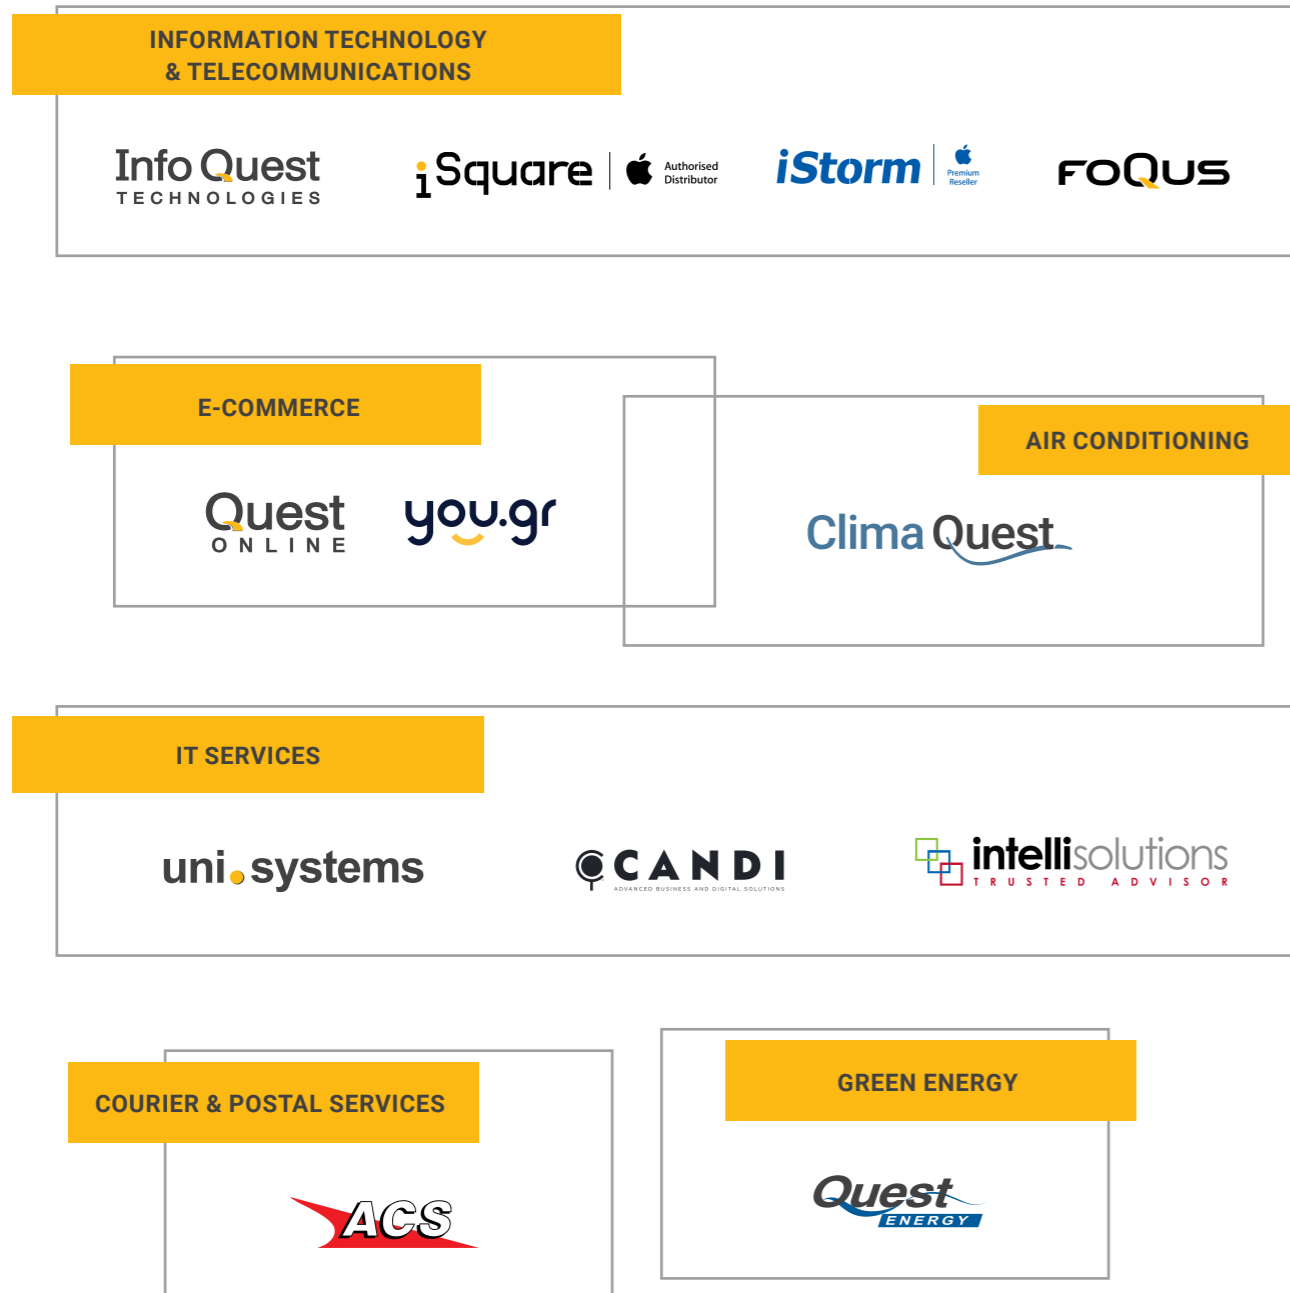 INFORMATION TECHNOLOGY
& TELECOMMUNICATIONS
Info Quest
TECHNOLOGIES
iSquare
Authorised
Distributor
iStorm
Premium
Reseller
FOQUS
E-COMMERCE
Quest
ONLINE
you.gr
AIR CONDITIONING
Clima Quest
IT SERVICES
uni.systems
CANDI
ADVANCED BUSINESS AND DIGITAL SOLUTIONS
intellisolutions
TRUSTED ADVISOR
COURIER & POSTAL SERVICES
ACS
GREEN ENERGY
Quest
ENERGY